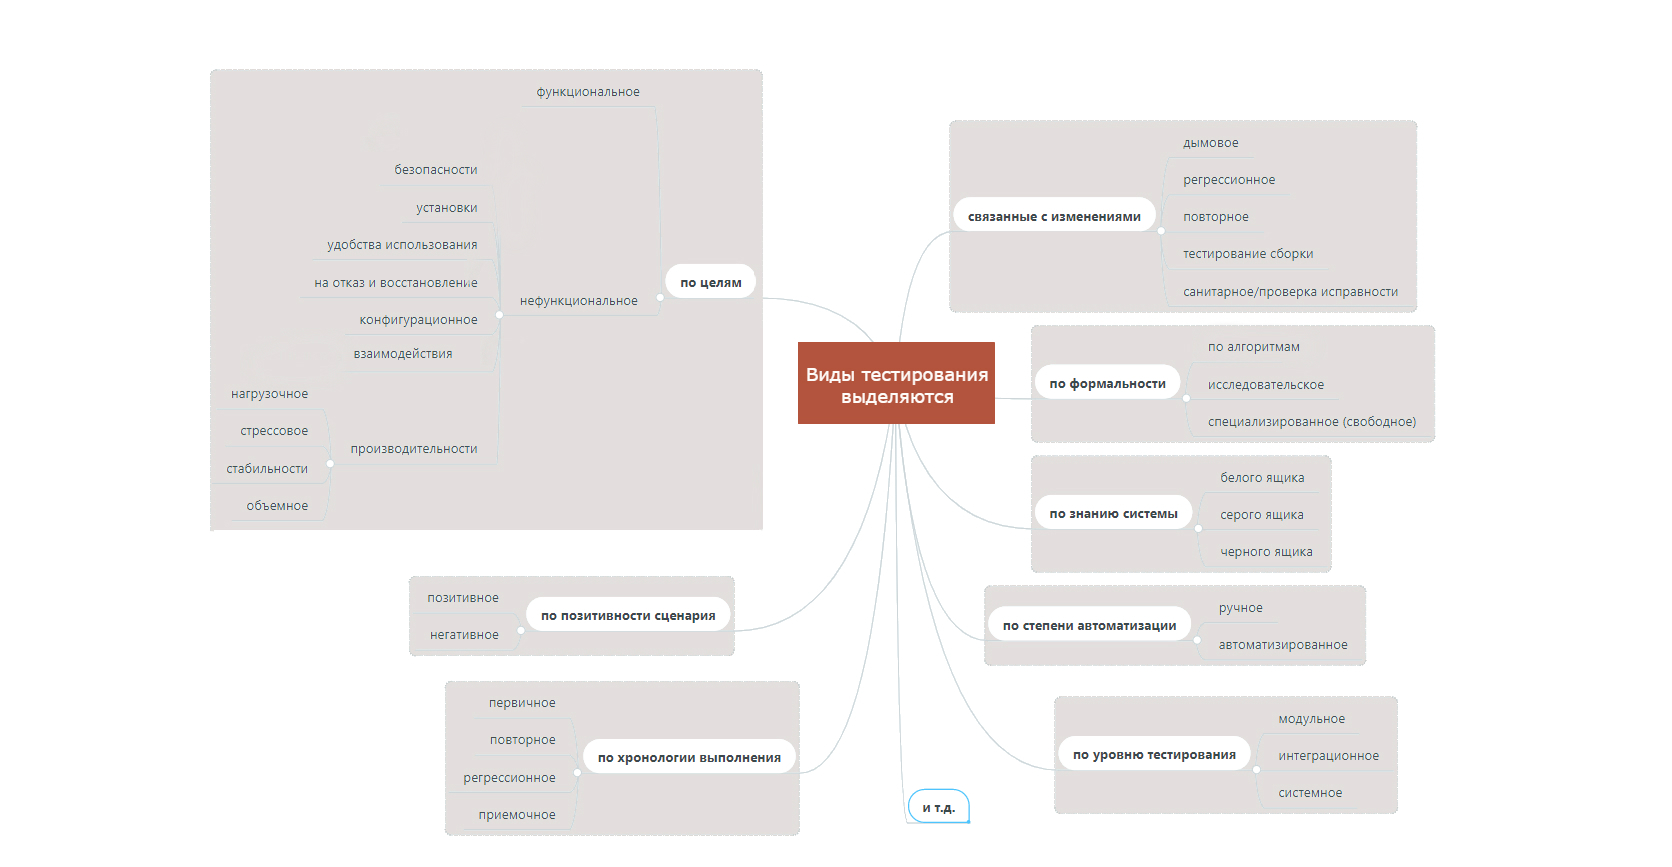 Виды тестирования
выделяются
по целям
функциональное
нефункциональное
безопасности
установки
удобства использования
на отказ и восстановление
конфигурационное
взаимодействия
производительности
нагрузочное
стрессовое
стабильности
объемное
по позитивности сценария
позитивное
негативное
по хронологии выполнения
первичное
повторное
регрессионное
приемочное
связанные с изменениями
дымовое
регрессионное
повторное
тестирование сборки
санитарное/проверка исправности
по формальности
по алгоритмам
исследовательское
специализированное (свободное)
по знанию системы
белого ящика
серого ящика
черного ящика
по степени автоматизации
ручное
автоматизированное
по уровню тестирования
модульное
интеграционное
системное
и т.д.